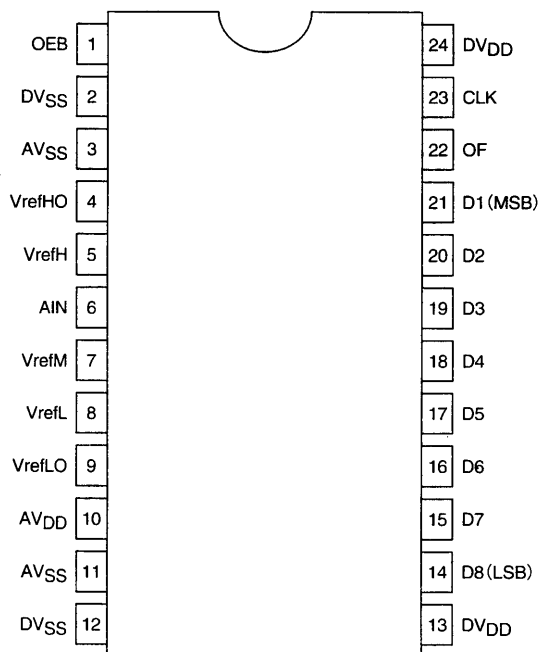 OEB 1 24 DVDD
DVSS 2 23 CLK
AVSS 3 22 OF
VrefHO 4 21 D1(MSB)
VrefH 5 20 D2
AIN 6 19 D3
VrefM 7 18 D4
VrefL 8 17 D5
VrefLO 9 16 D6
AVDD 10 15 D7
AVSS 11 14 D8(LSB)
DVSS 12 13 DVDD